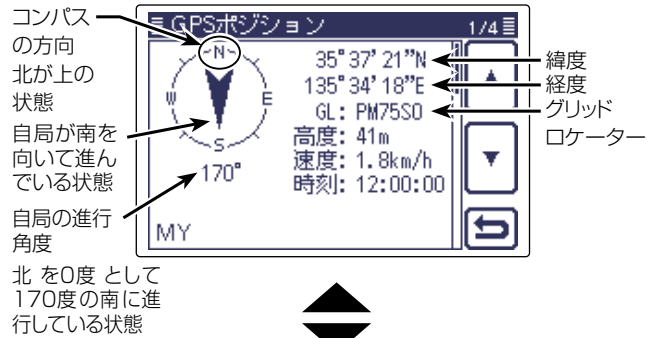 コンパス
の方向
北が上の
状態
自局が南を
向いて進ん
でいる状態
自局の進行
角度
北 を0度 として
170度の南に進
行している状態
GPSポジション
1/4
N
W
E
S
170°
MY
35°37’21”N
135°34’18”E
GL: PM75SO
高度: 41m
速度: 1.8km/h
時刻: 12:00:00
緯度
経度
グリッド
ロケーター